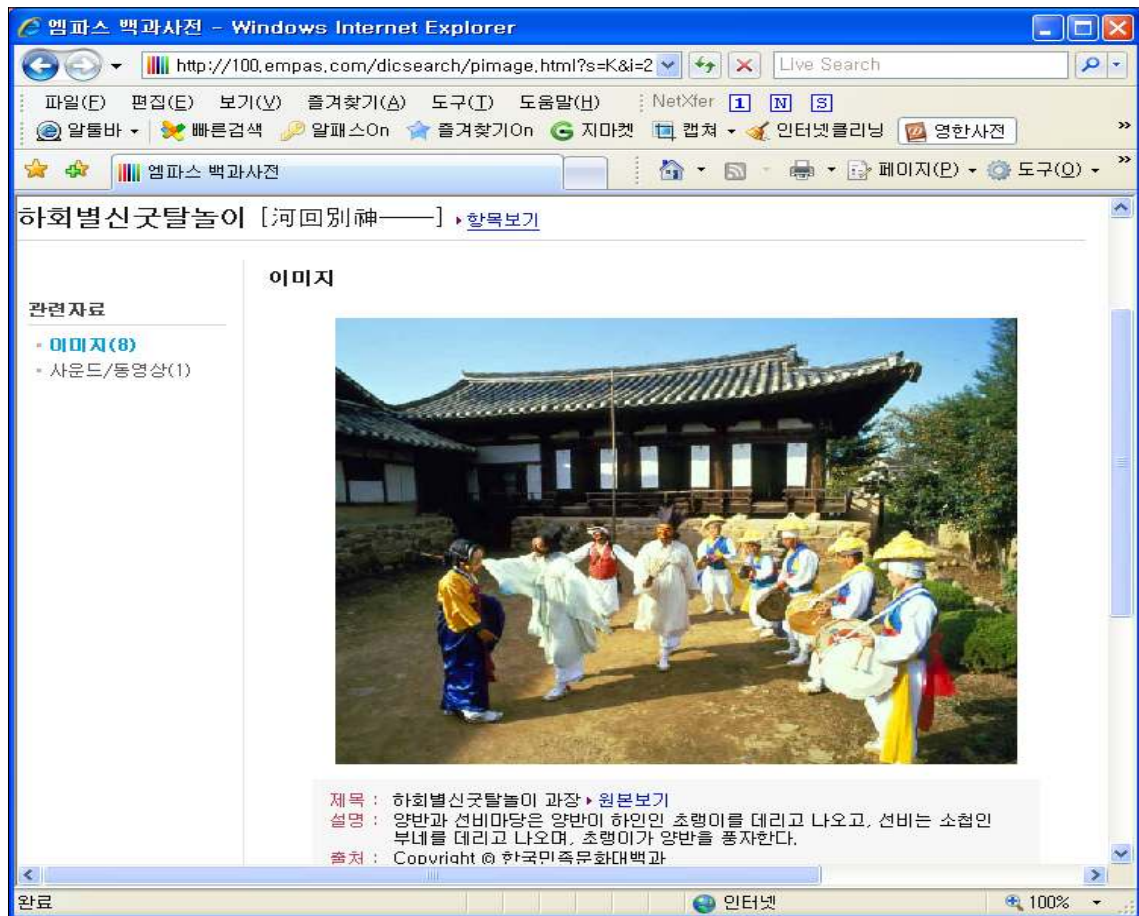 엠파스 백과사전 - Windows Internet Explorer
http://100.empas.com/dicsearch/pimage.html?s=K&i=2
Live Search
파일(F) 편집(E) 보기(V) 즐겨찾기(A) 도구(T) 도움말(H) NetXfer 1 N S
알툴바 빠른검색 알패스On 즐겨찾기On 지마켓 캡쳐 인터넷클리닝 영한사전 »
엠파스 백과사전 페이지(P) 도구(O) »
하회별신굿탈놀이 [河回別神──] 항목보기
이미지
관련자료
이미지(8)
사운드/동영상(1)
제목 : 하회별신굿탈놀이 과장 원본보기
설명 : 양반과 선비마당은 양반이 하인인 초랭이를 데리고 나오고, 선비는 소첩인
부네를 데리고 나오며, 초랭이가 양반을 풍자한다.
출처 : Copyright © 한국민족문화대백과
완료 인터넷 100%